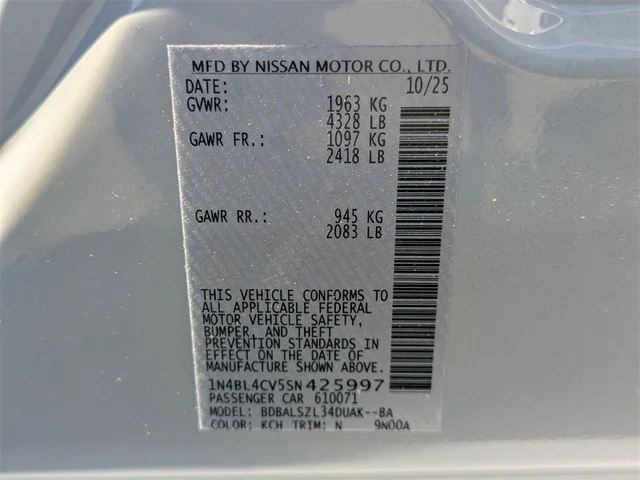 MFD BY NISSAN MOTOR CO., LTD.
DATE: 10/25
GVWR: 1963 KG
4328 LB
GAWR FR.: 1097 KG
2418 LB
GAWR RR.: 945 KG
2083 LB
THIS VEHICLE CONFORMS TO
ALL APPLICABLE FEDERAL
MOTOR VEHICLE SAFETY,
BUMPER, AND THEFT
PREVENTION STANDARDS IN
EFFECT ON THE DATE OF
MANUFACTURE SHOWN ABOVE.
1N4BL4CV5SN425997
PASSENGER CAR 610071
MODEL: BDBALSZL34DUAK--BA
COLOR: KCH TRIM: N 9N00A